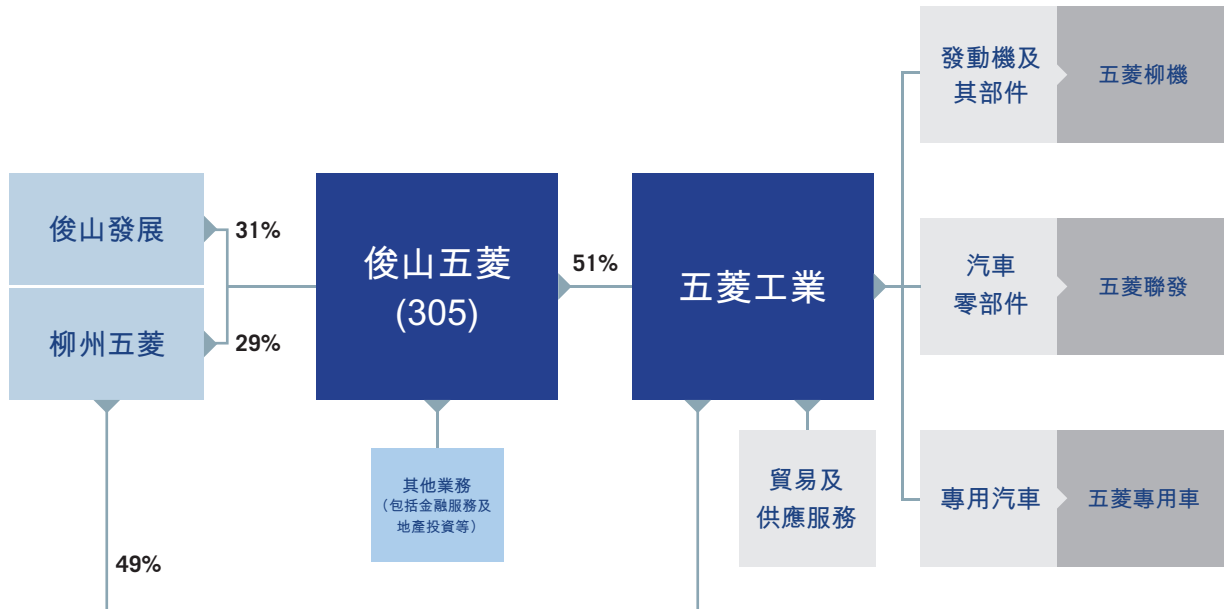 俊山發展
31%
柳州五菱
29%
49%
俊山五菱
(305)
51%
其他業務
（包括金融服務及
地產投資等）
五菱工業
貿易及
供應服務
發動機及
其部件
五菱柳機
汽車
零部件
五菱聯發
專用汽車
五菱專用車